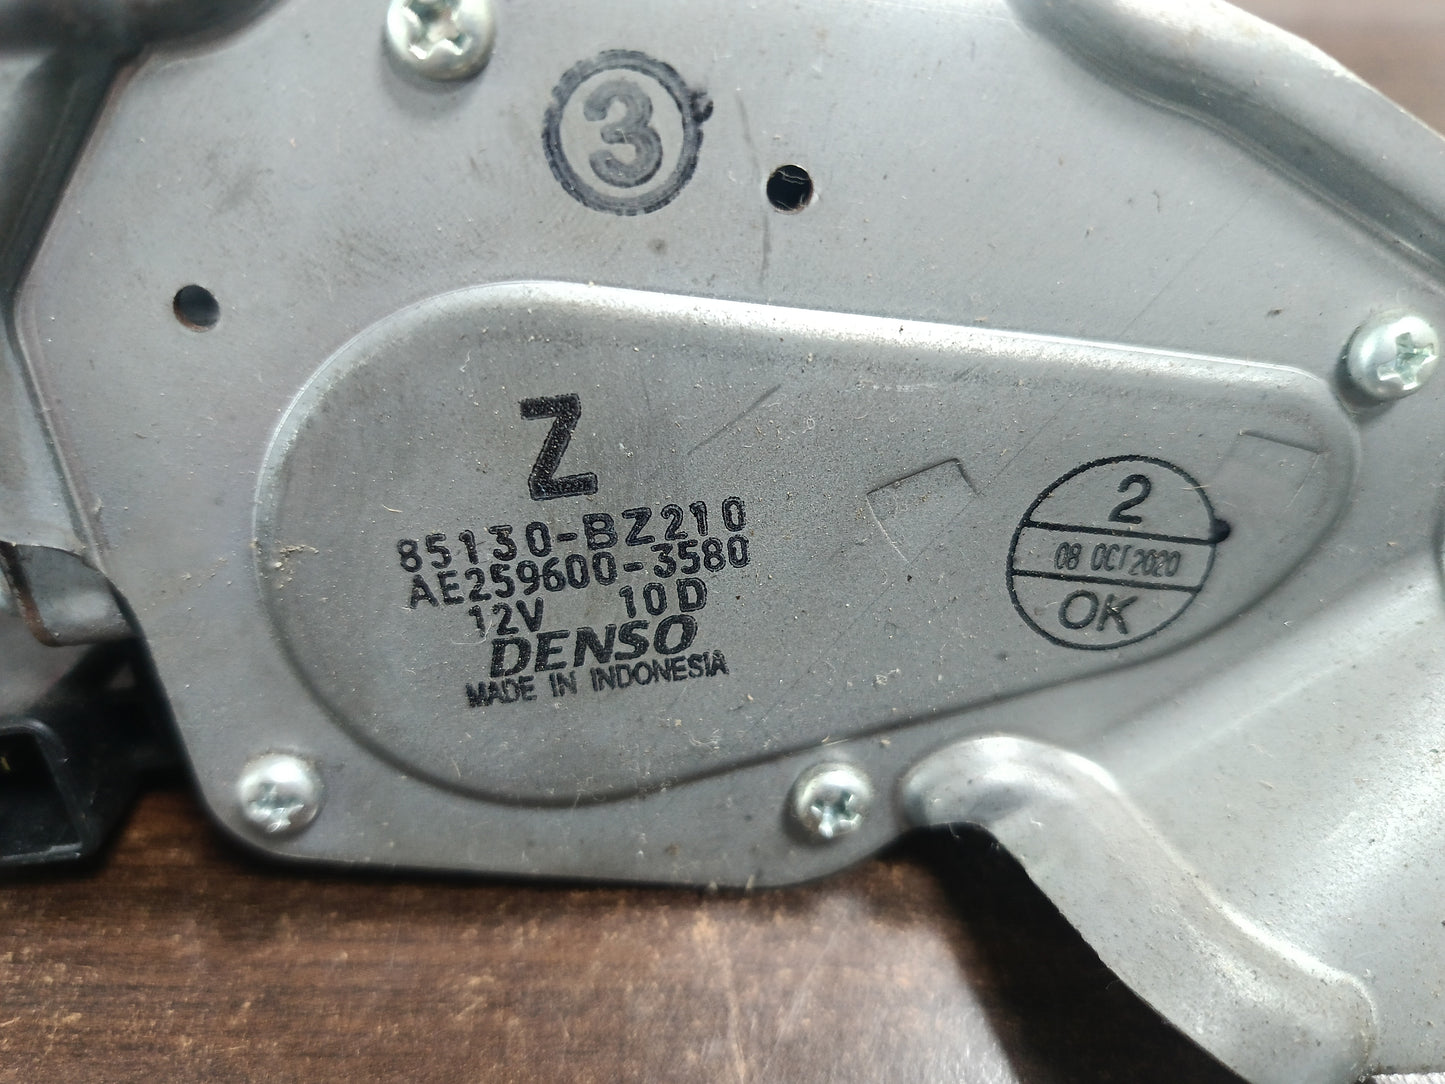 3
Z
85130-BZ210
AE259600-3580
12V 10D
DENSO
MADE IN INDONESIA
2
08 OCT 2020
OK